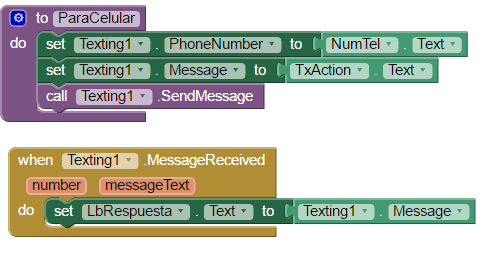 to ParaCelular
do set Texting1 . PhoneNumber to NumTel . Text
set Texting1 . Message to TxAction . Text
call Texting1 .SendMessage
when Texting1 .MessageReceived
number messageText
do set LbRespuesta . Text to Texting1 . Message